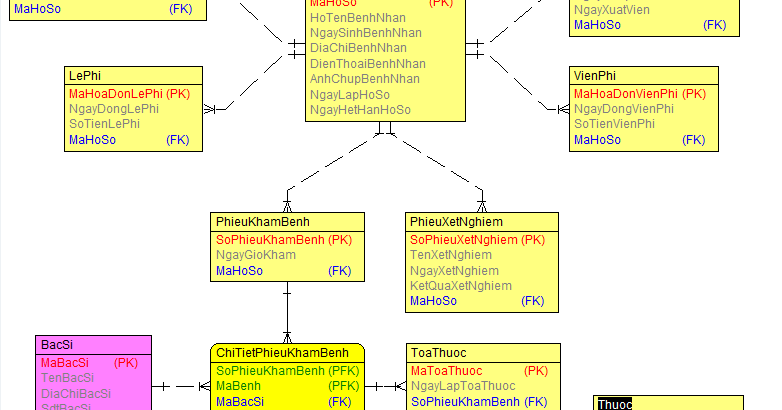 MaHoSo (FK)
MaHoSo (PK)
HoTenBenhNhan
NgaySinhBenhNhan
DiaChiBenhNhan
DienThoaiBenhNhan
AnhChupBenhNhan
NgayLapHoSo
NgayHetHanHoSo
NgayXuatVien
MaHoSo (FK)
LePhi
MaHoaDonLePhi (PK)
NgayDongLePhi
SoTienLePhi
MaHoSo (FK)
VienPhi
MaHoaDonVienPhi (PK)
NgayDongVienPhi
SoTienVienPhi
MaHoSo (FK)
PhieuKhamBenh
SoPhieuKhamBenh (PK)
NgayGioKham
MaHoSo (FK)
PhieuXetNghiem
SoPhieuXetNghiem (PK)
TenXetNghiem
NgayXetNghiem
KetQuaXetNghiem
MaHoSo (FK)
BacSi
MaBacSi (PK)
TenBacSi
DiaChiBacSi
SdtBacSi
ChiTietPhieuKhamBenh
SoPhieuKhamBenh (PFK)
MaBenh (PFK)
MaBacSi (FK)
ToaThuoc
MaToaThuoc (PK)
NgayLapToaThuoc
SoPhieuKhamBenh (FK)
Thuoc